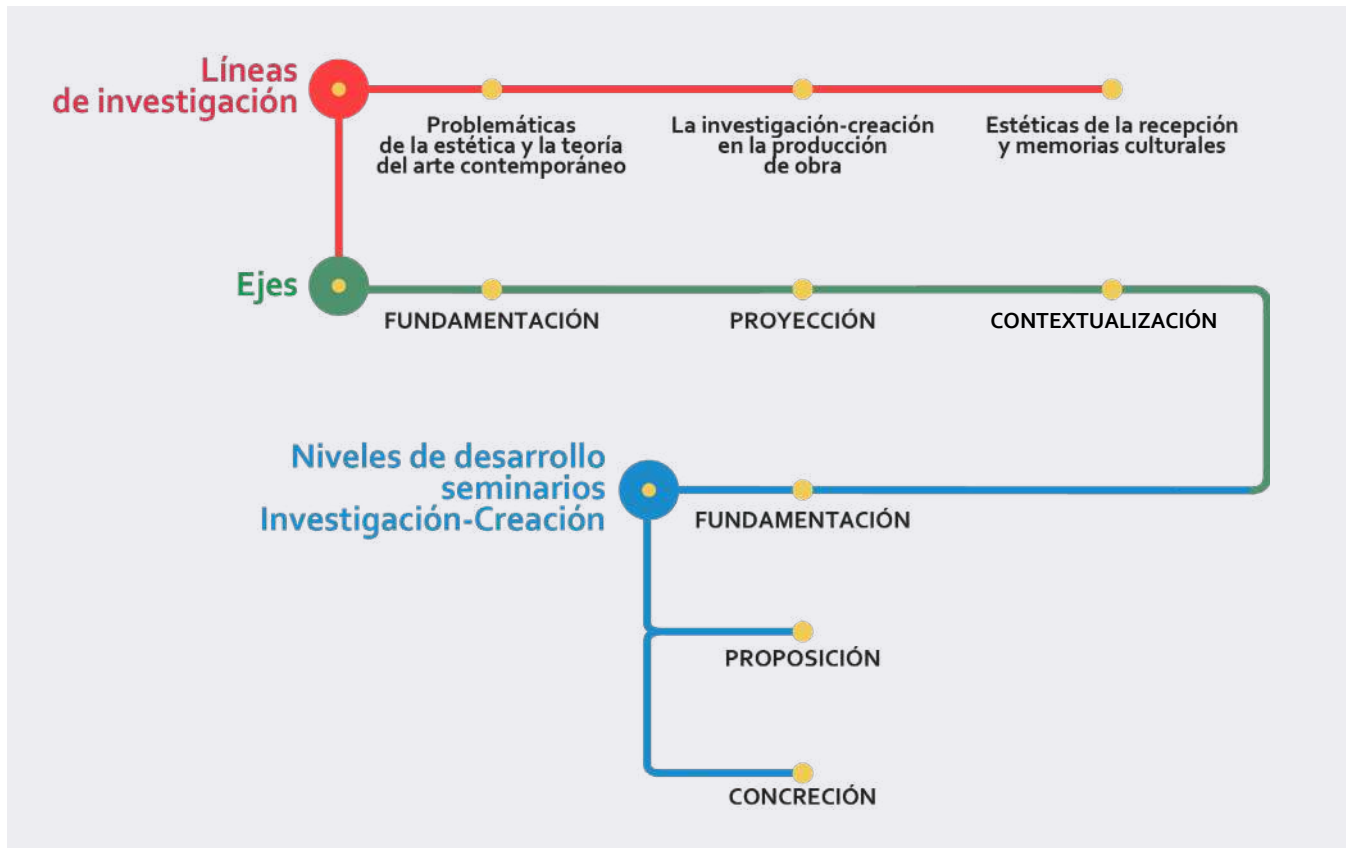 Líneas
de investigación
Problemáticas
de la estética y la teoría
del arte contemporáneo
La investigación-creación
en la producción
de obra
Estéticas de la recepción
y memorias culturales
Ejes
FUNDAMENTACIÓN
PROYECCIÓN
CONTEXTUALIZACIÓN
Niveles de desarrollo
seminarios
Investigación-Creación
FUNDAMENTACIÓN
PROPOSICIÓN
CONCRECIÓN